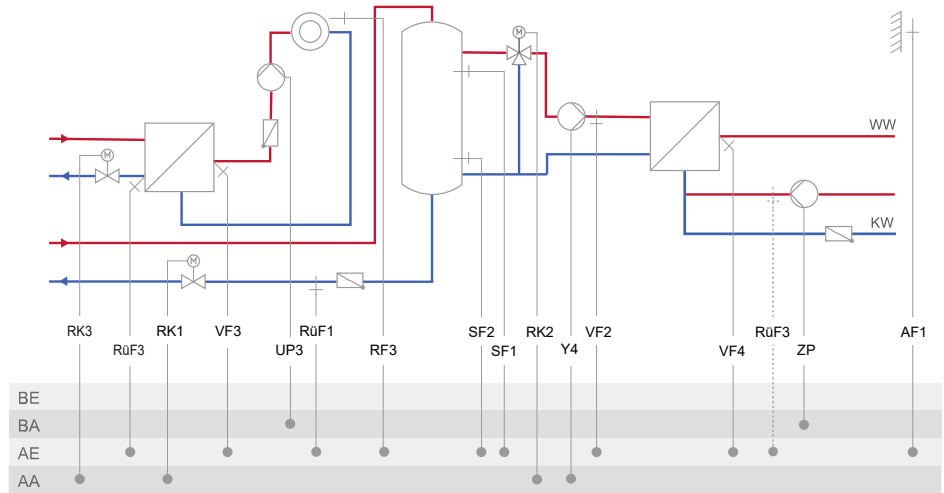 M
WW
M
KW
M
RK3
RK1
VF3
RüF1
SF2
RK2
VF2
RüF3
AF1
RüF3
UP3
RF3
SF1
Y4
VF4
ZP
BE
BA
AE
AA